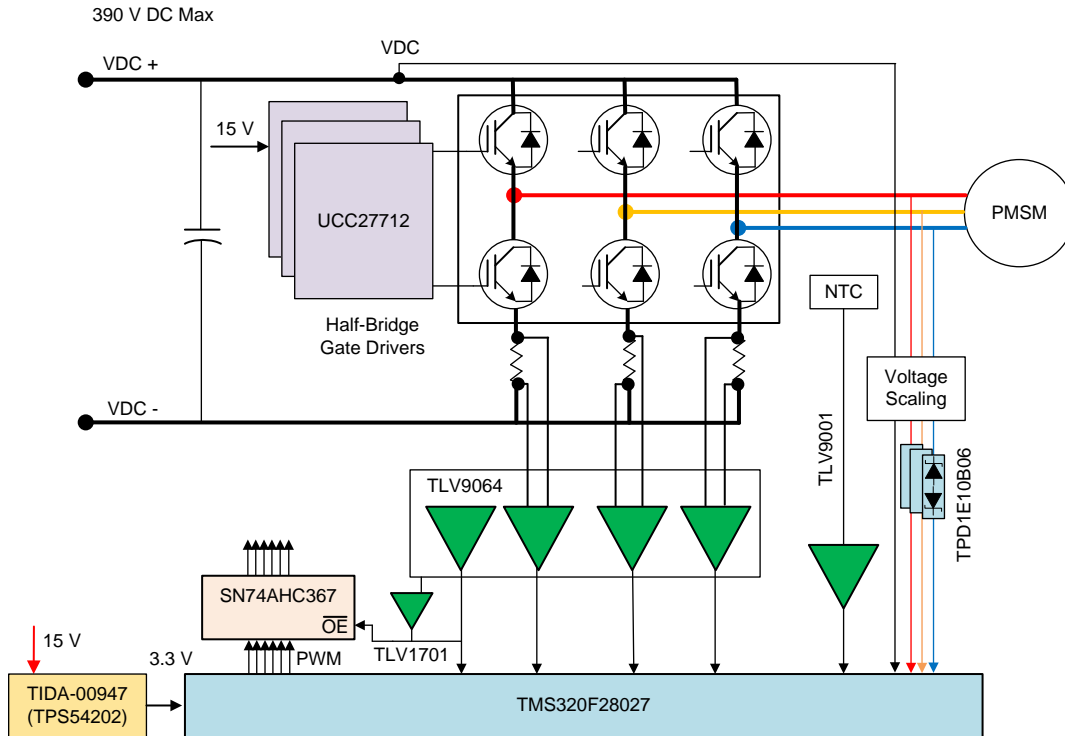 390 V DC Max
VDC
VDC +
15 V
UCC27712
PMSM
NTC
Half-Bridge
Gate Drivers
Voltage
Scaling
VDC -
TLV9001
TPD1E10B06
TLV9064
SN74AHC367
OE
15 V
3.3 V
PWM
TLV1701
TIDA-00947
(TPS54202)
TMS320F28027